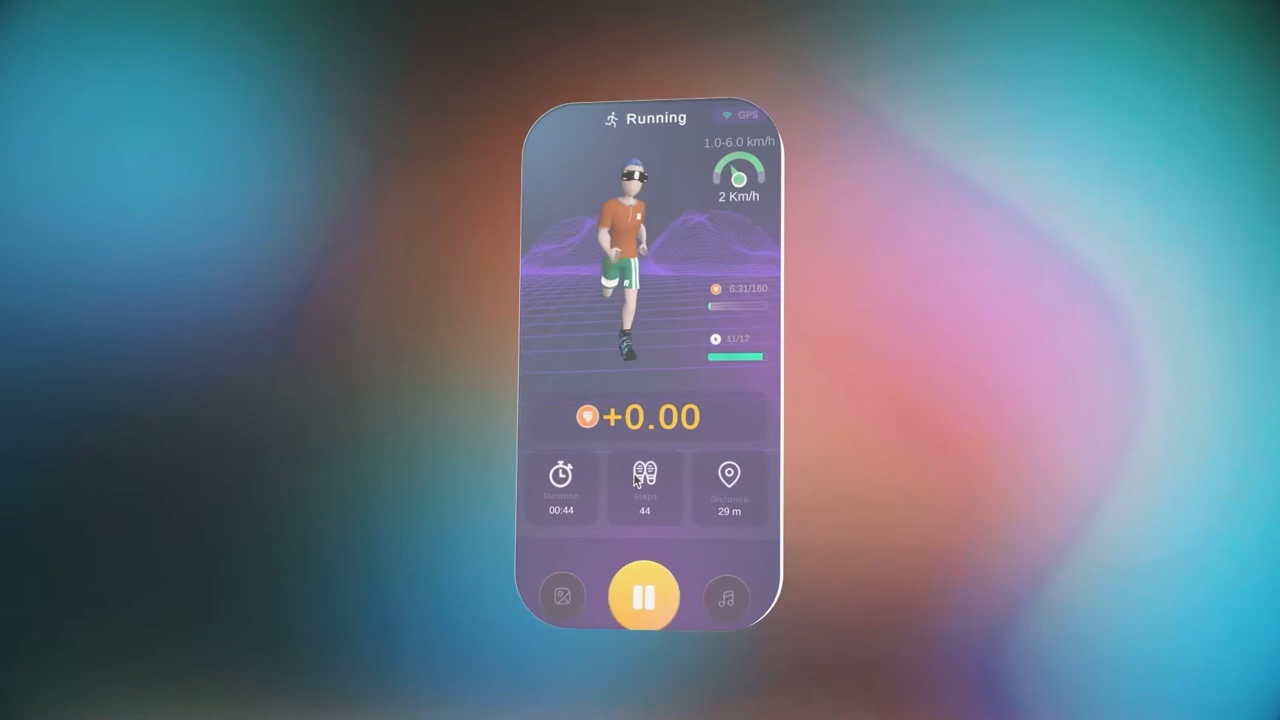 Running
GPS
1.0-6.0 km/h
2 Km/h
6.31/160
11/12
+0.00
Duration
00:44
Steps
44
Distance
29 m